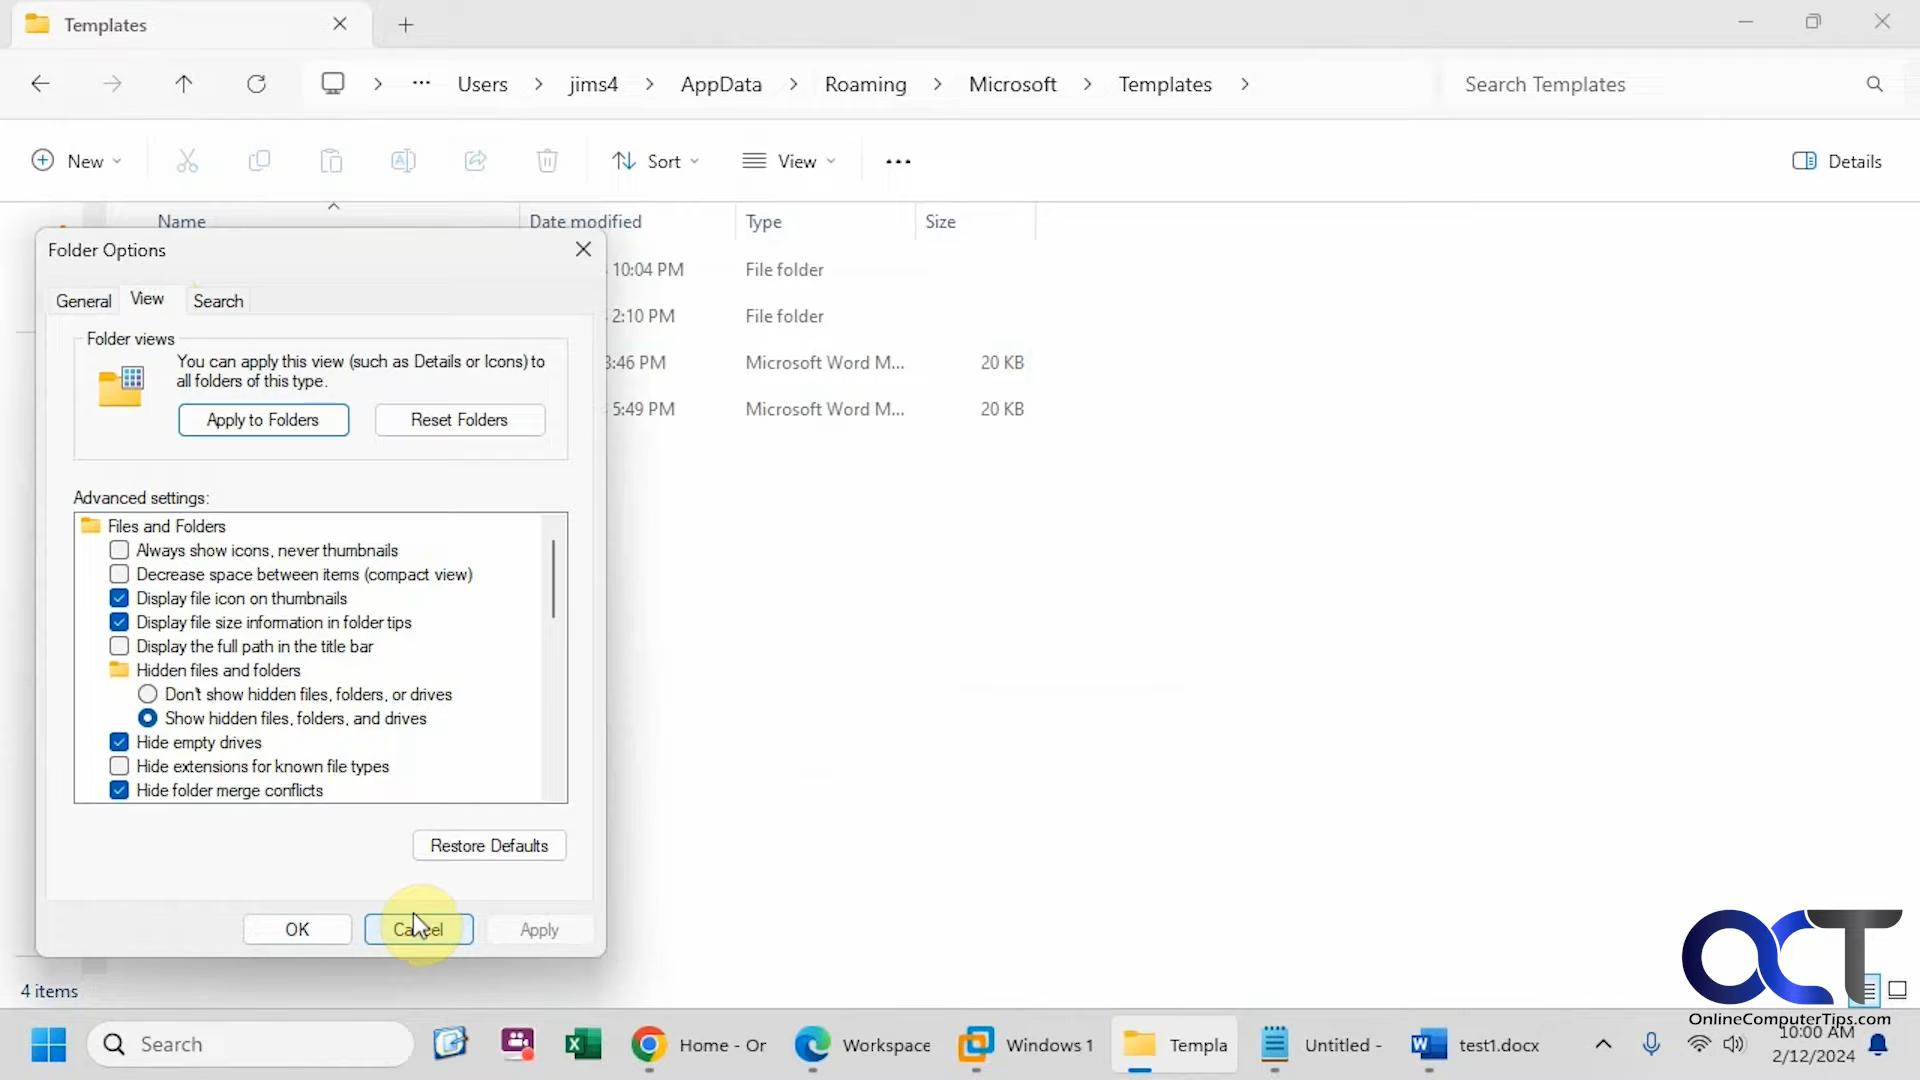 Templates
Users
jims4
AppData
Roaming
Microsoft
Templates
Search Templates
New
Sort
View
Details
Name
Date modified
Type
Size
10:04 PM
File folder
2:10 PM
File folder
3:46 PM
Microsoft Word M...
20 KB
5:49 PM
Microsoft Word M...
20 KB
Folder Options
General
View
Search
Folder views
You can apply this view (such as Details or Icons) to
all folders of this type.
Apply to Folders
Reset Folders
Advanced settings:
Files and Folders
Always show icons, never thumbnails
Decrease space between items (compact view)
Display file icon on thumbnails
Display file size information in folder tips
Display the full path in the title bar
Hidden files and folders
Don't show hidden files, folders, or drives
Show hidden files, folders, and drives
Hide empty drives
Hide extensions for known file types
Hide folder merge conflicts
Restore Defaults
OK
Cancel
Apply
4 items
OCT
OnlineComputerTips.com
Search
Home - Or
Workspace
Windows 1
Templa
Untitled -
test1.docx
10:00 AM
2/12/2024